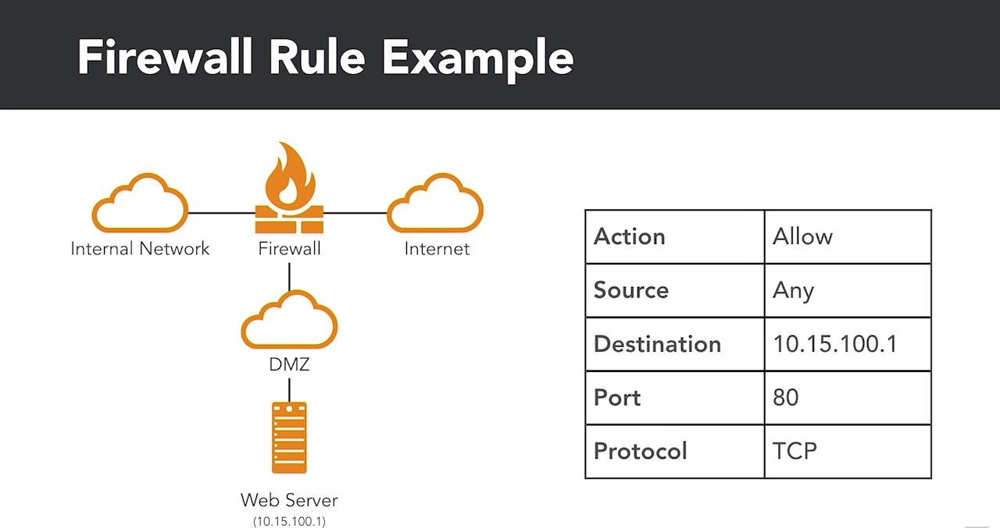 Firewall Rule Example
Internal Network
Firewall
Internet
DMZ
Web Server
(10.15.100.1)
Action Allow
Source Any
Destination 10.15.100.1
Port 80
Protocol TCP